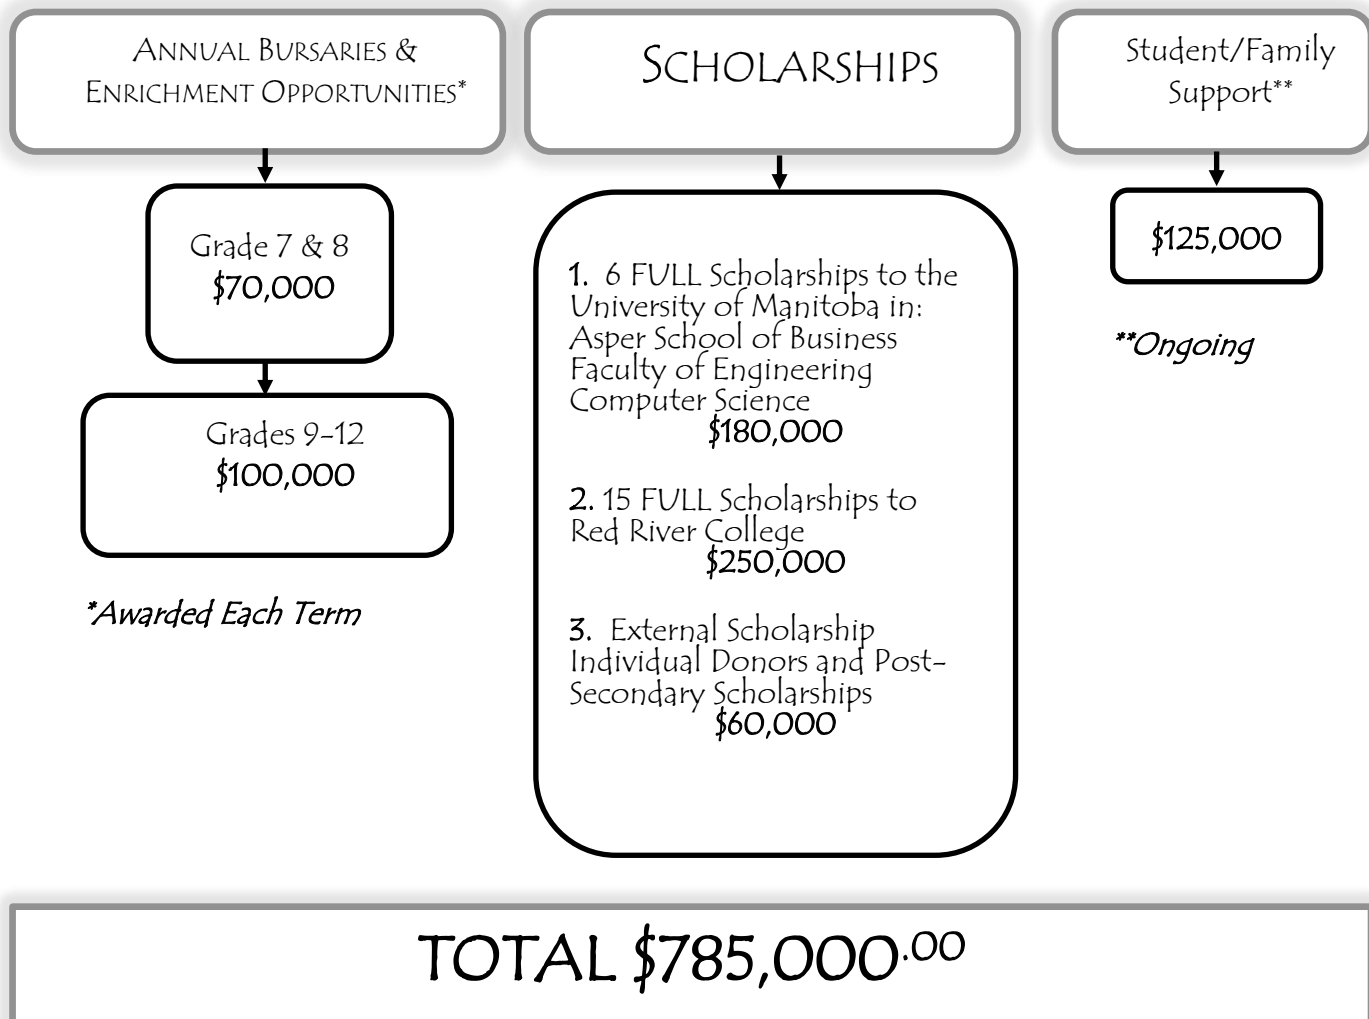 ANNUAL BURSARIES &
ENRICHMENT OPPORTUNITIES*
Grade 7 & 8
$70,000
Grades 9-12
$100,000
*Awarded Each Term
SCHOLARSHIPS
1. 6 FULL Scholarships to the
University of Manitoba in:
Asper School of Business
Faculty of Engineering
Computer Science
$180,000
2. 15 FULL Scholarships to
Red River College
$250,000
3. External Scholarship
Individual Donors and Post-
Secondary Scholarships
$60,000
Student/Family
Support**
$125,000
**Ongoing
TOTAL $785,000.00